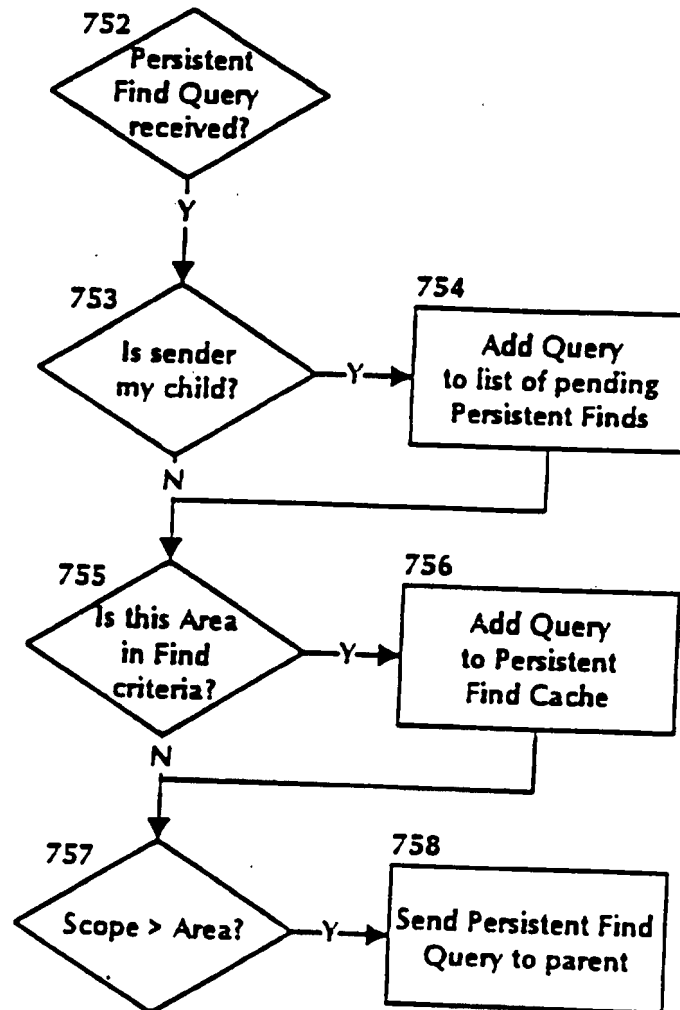 752
Persistent
Find Query
received?
Y
753
Is sender
my child?
Y
754
Add Query
to list of pending
Persistent Finds
N
755
Is this Area
in Find
criteria?
Y
756
Add Query
to Persistent
Find Cache
N
757
Scope > Area?
Y
758
Send Persistent Find
Query to parent